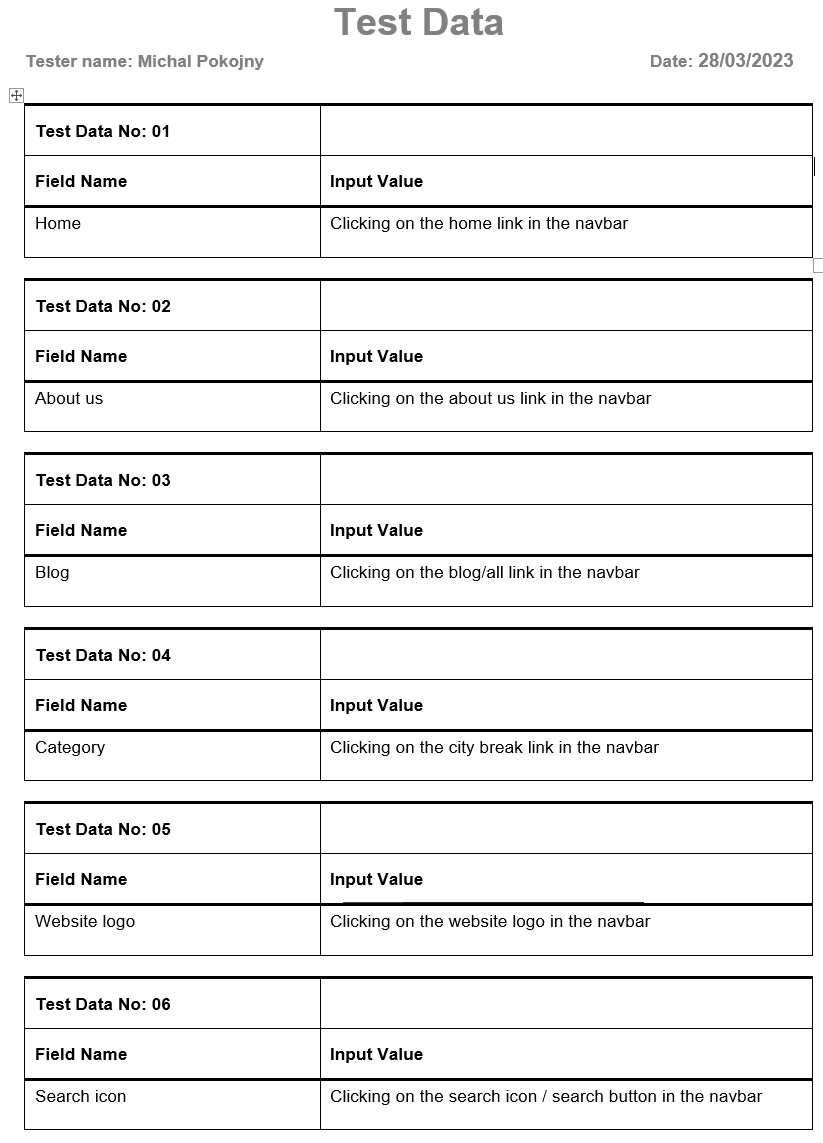 Test Data
Tester name: Michal Pokojny Date: 28/03/2023
Test Data No: 01
Field Name Input Value
Home Clicking on the home link in the navbar
Test Data No: 02
Field Name Input Value
About us Clicking on the about us link in the navbar
Test Data No: 03
Field Name Input Value
Blog Clicking on the blog/all link in the navbar
Test Data No: 04
Field Name Input Value
Category Clicking on the city break link in the navbar
Test Data No: 05
Field Name Input Value
Website logo Clicking on the website logo in the navbar
Test Data No: 06
Field Name Input Value
Search icon Clicking on the search icon / search button in the navbar